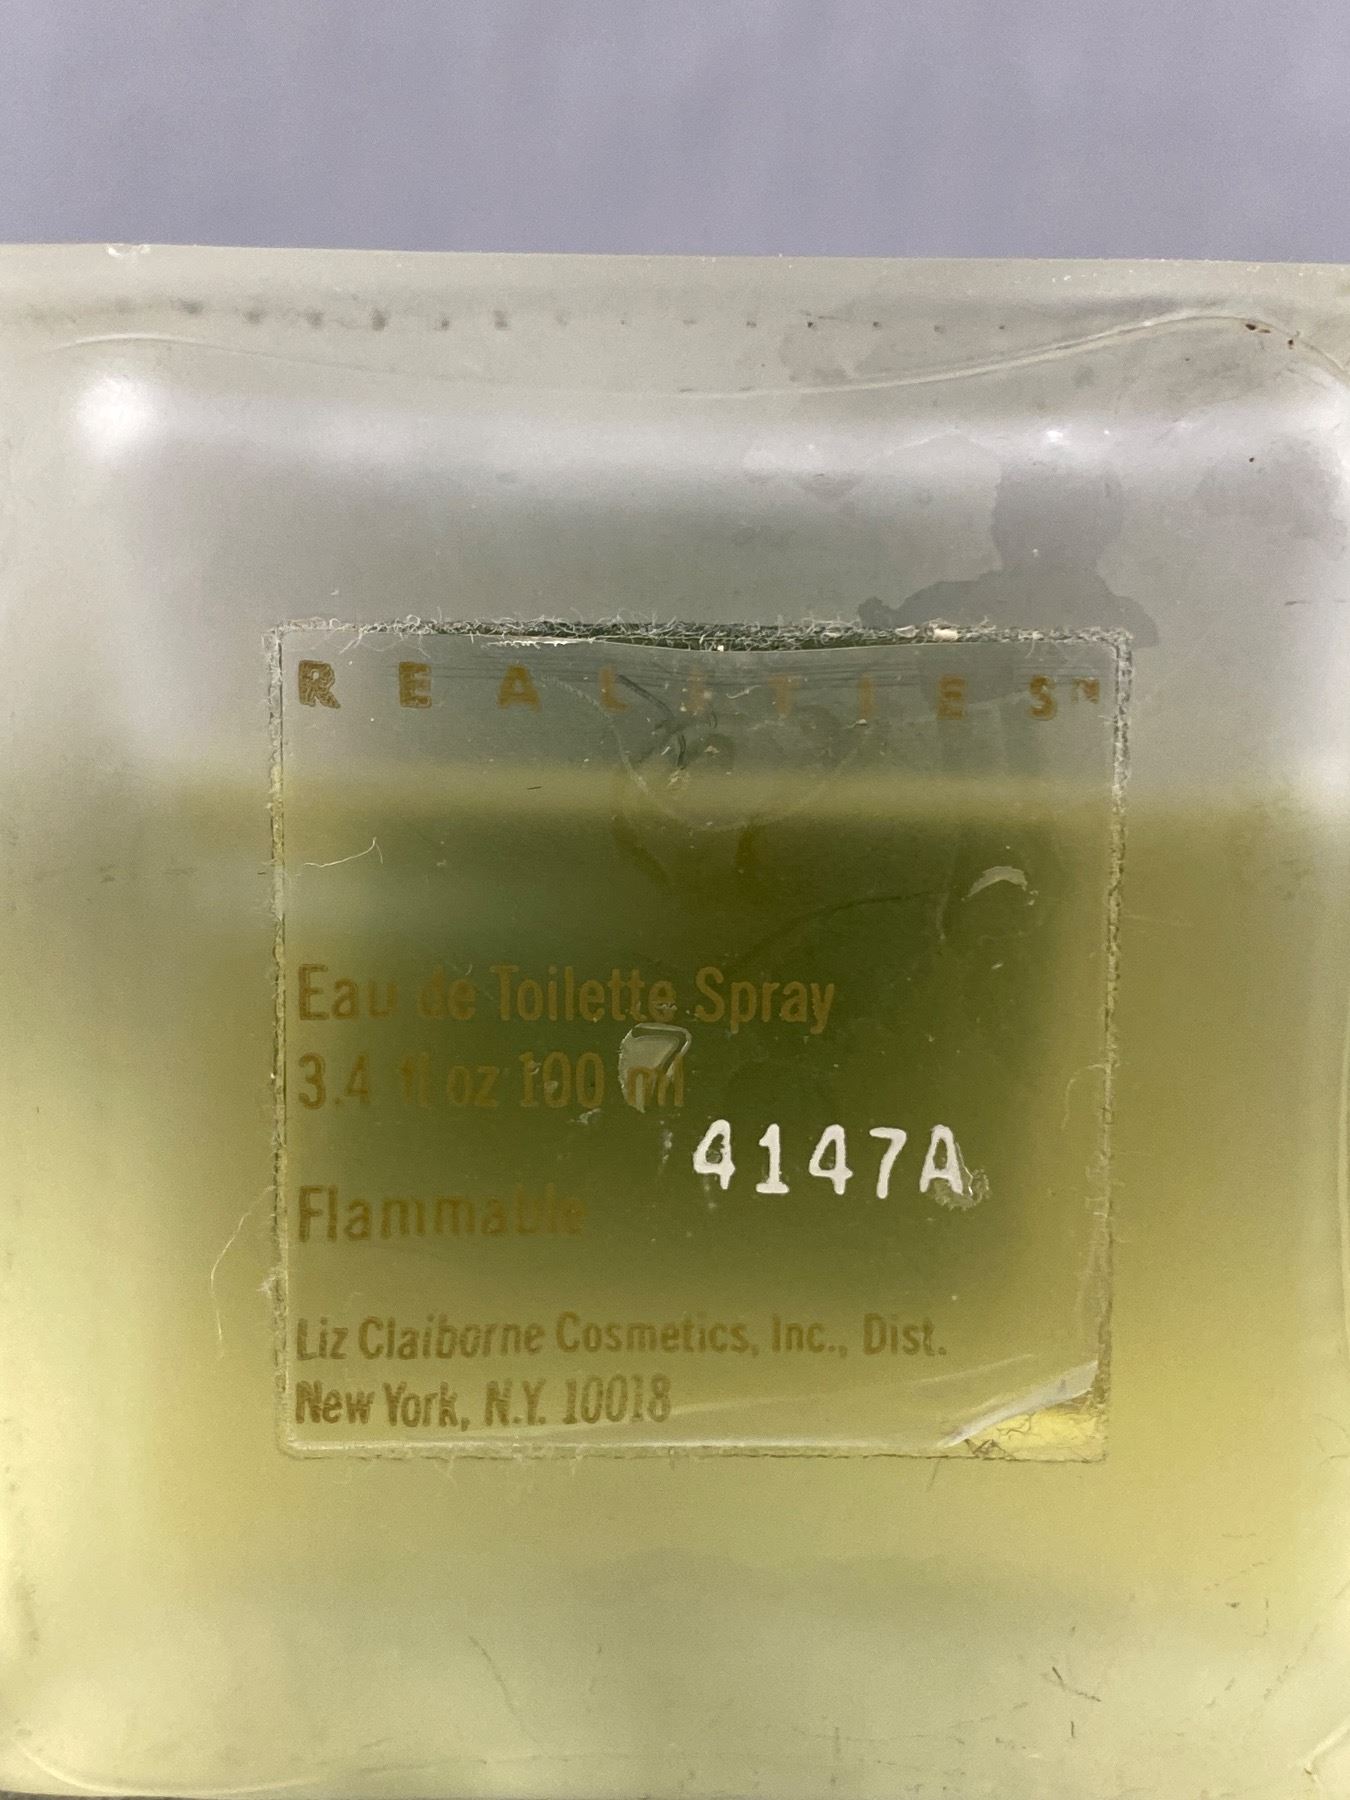 REALITIES™
Eau de Toilette Spray
3.4 fl oz 100 ml
4147A
Flammable
Liz Claiborne Cosmetics, Inc., Dist.
New York, N.Y. 10018